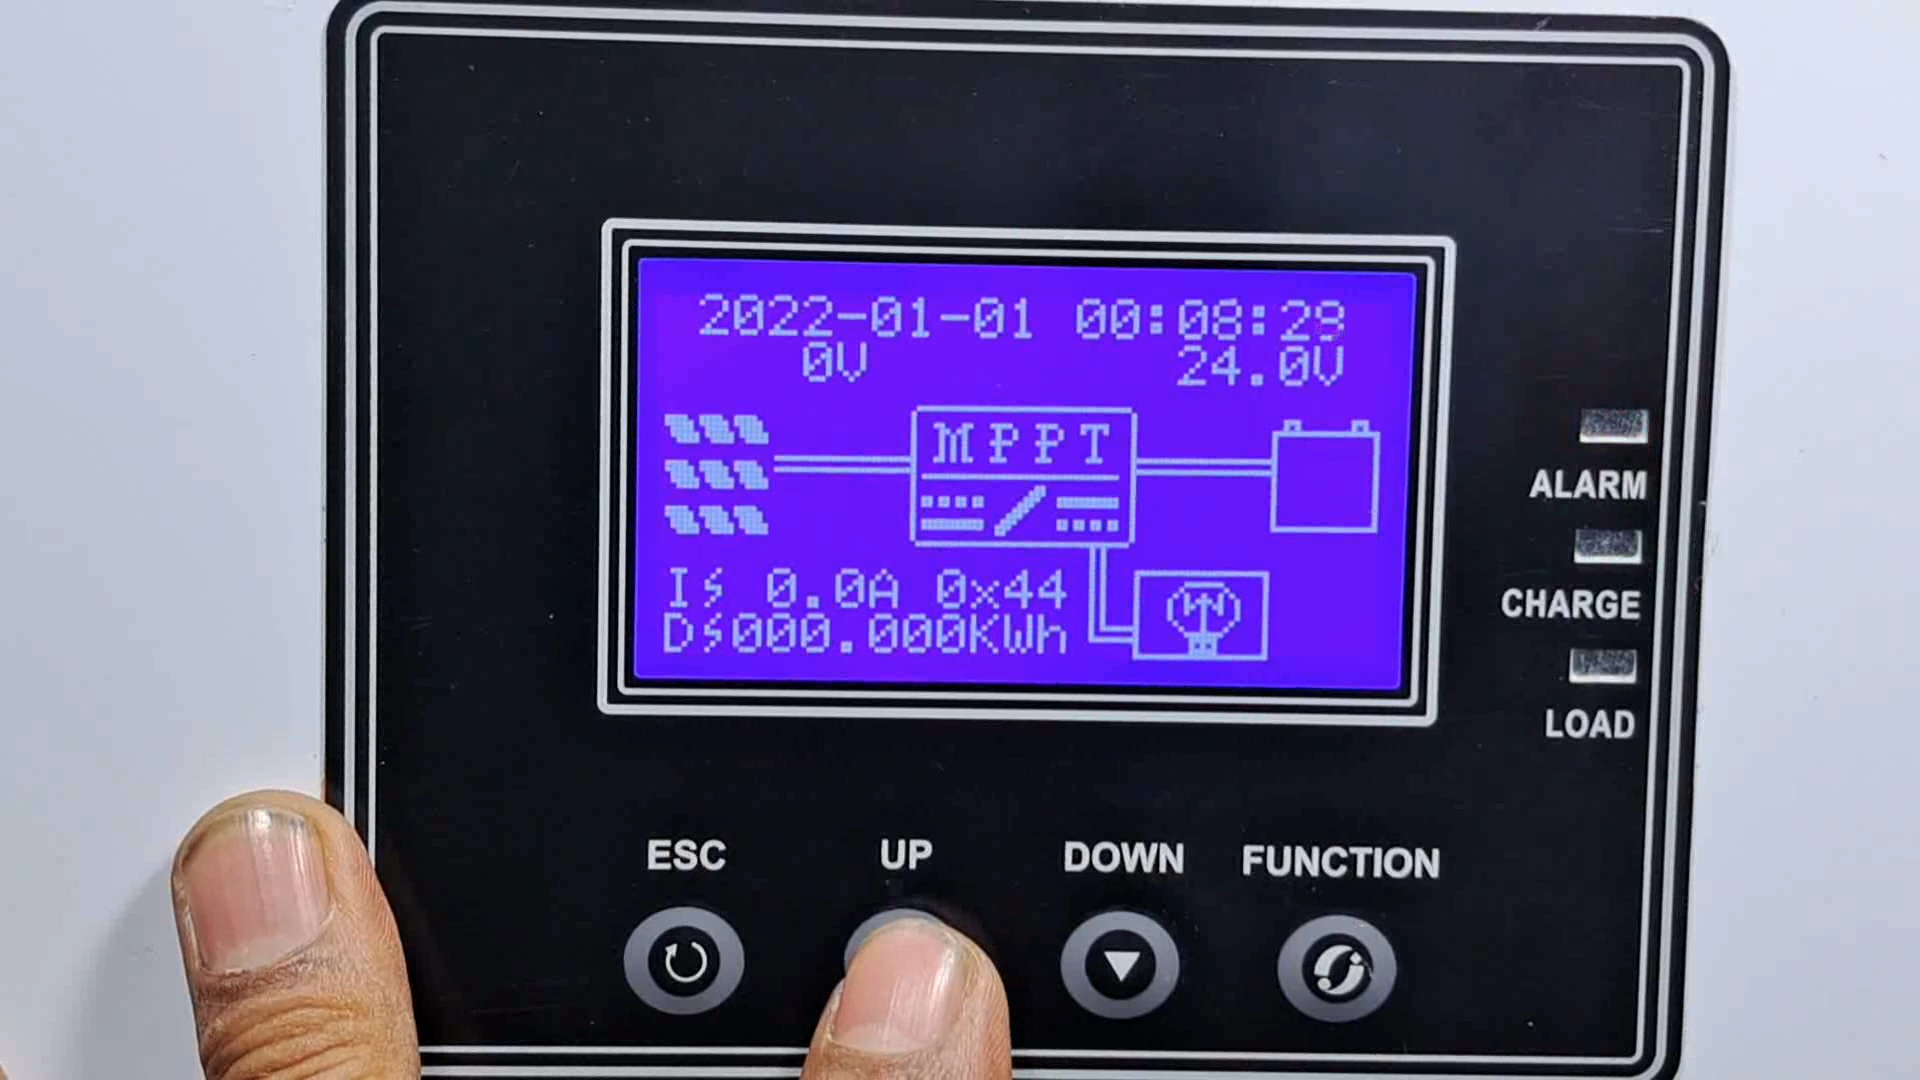 2022-01-01 00:08:29
0V 24.0V
MPPT
I⚡ 0.0A 0x44
D⚡000.000KWh
ALARM
CHARGE
LOAD
ESC UP DOWN FUNCTION